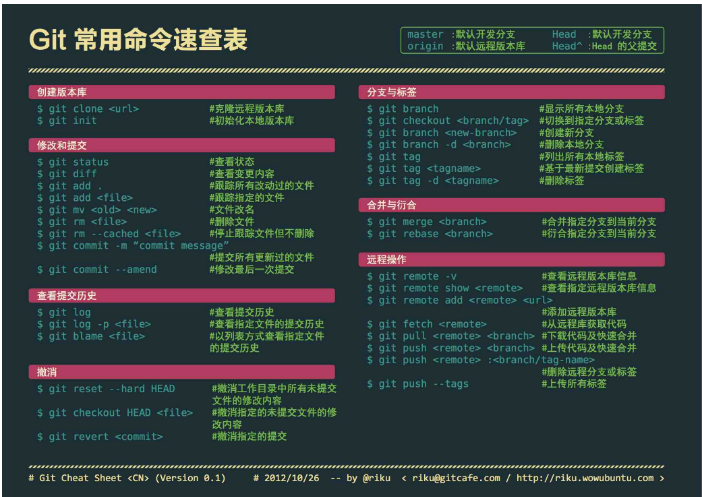 Git 常用命令速查表
master :默认开发分支 Head :默认开发分支
origin :默认远程版本库 Head^ :Head 的父提交
创建版本库
$ git clone <url> #克隆远程版本库
$ git init #初始化本地版本库
修改和提交
$ git status #查看状态
$ git diff #查看变更内容
$ git add . #跟踪所有改动过的文件
$ git add <file> #跟踪指定的文件
$ git mv <old> <new> #文件改名
$ git rm <file> #删除文件
$ git rm --cached <file> #停止跟踪文件但不删除
$ git commit -m “commit message”
#提交所有更新过的文件
$ git commit --amend #修改最后一次提交
查看提交历史
$ git log #查看提交历史
$ git log -p <file> #查看指定文件的提交历史
$ git blame <file> #以列表方式查看指定文件
的提交历史
撤消
$ git reset --hard HEAD #撤消工作目录中所有未提交
文件的修改内容
$ git checkout HEAD <file> #撤消指定的未提交文件的修
改内容
$ git revert <commit> #撤消指定的提交
分支与标签
$ git branch #显示所有本地分支
$ git checkout <branch/tag> #切换到指定分支或标签
$ git branch <new-branch> #创建新分支
$ git branch -d <branch> #删除本地分支
$ git tag #列出所有本地标签
$ git tag <tagname> #基于最新提交创建标签
$ git tag -d <tagname> #删除标签
合并与衍合
$ git merge <branch> #合并指定分支到当前分支
$ git rebase <branch> #衍合指定分支到当前分支
远程操作
$ git remote -v #查看远程版本库信息
$ git remote show <remote> #查看指定远程版本库信息
$ git remote add <remote> <url>
#添加远程版本库
$ git fetch <remote> #从远程库获取代码
$ git pull <remote> <branch> #下载代码及快速合并
$ git push <remote> <branch> #上传代码及快速合并
$ git push <remote> :<branch/tag-name>
#删除远程分支或标签
$ git push --tags #上传所有标签
# Git Cheat Sheet <CN> (Version 0.1) # 2012/10/26 -- by @riku < riku@gitcafe.com / http://riku.wowubuntu.com >